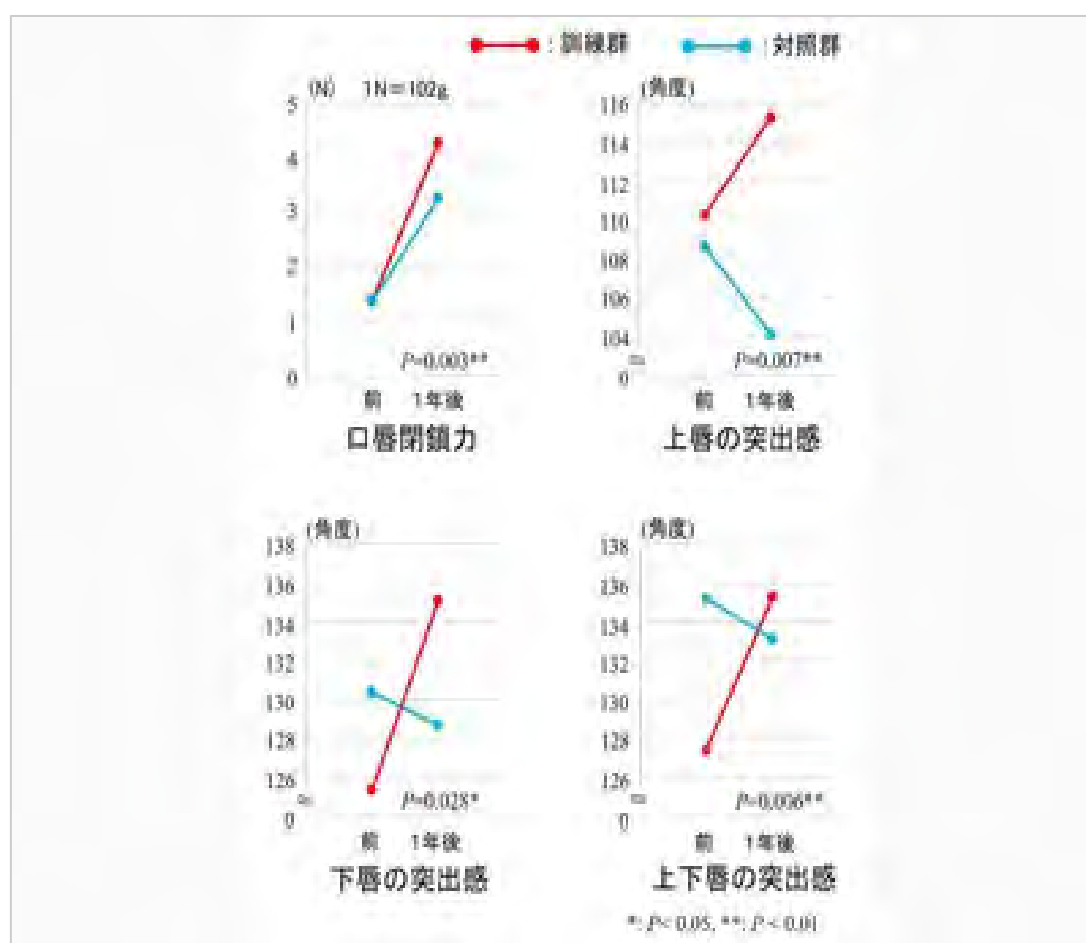 : 訓練群 : 対照群
(N) 1N=102g
5
4
3
2
1
0
P=0.003**
前 1年後
口唇閉鎖力
(角度)
116
114
112
110
108
106
104
0
P=0.007**
前 1年後
上唇の突出感
(角度)
138
136
134
132
130
128
126
0
P=0.028*
前 1年後
下唇の突出感
(角度)
138
136
134
132
130
128
126
0
P=0.006**
前 1年後
上下唇の突出感
*: P< 0.05, **: P < 0.01